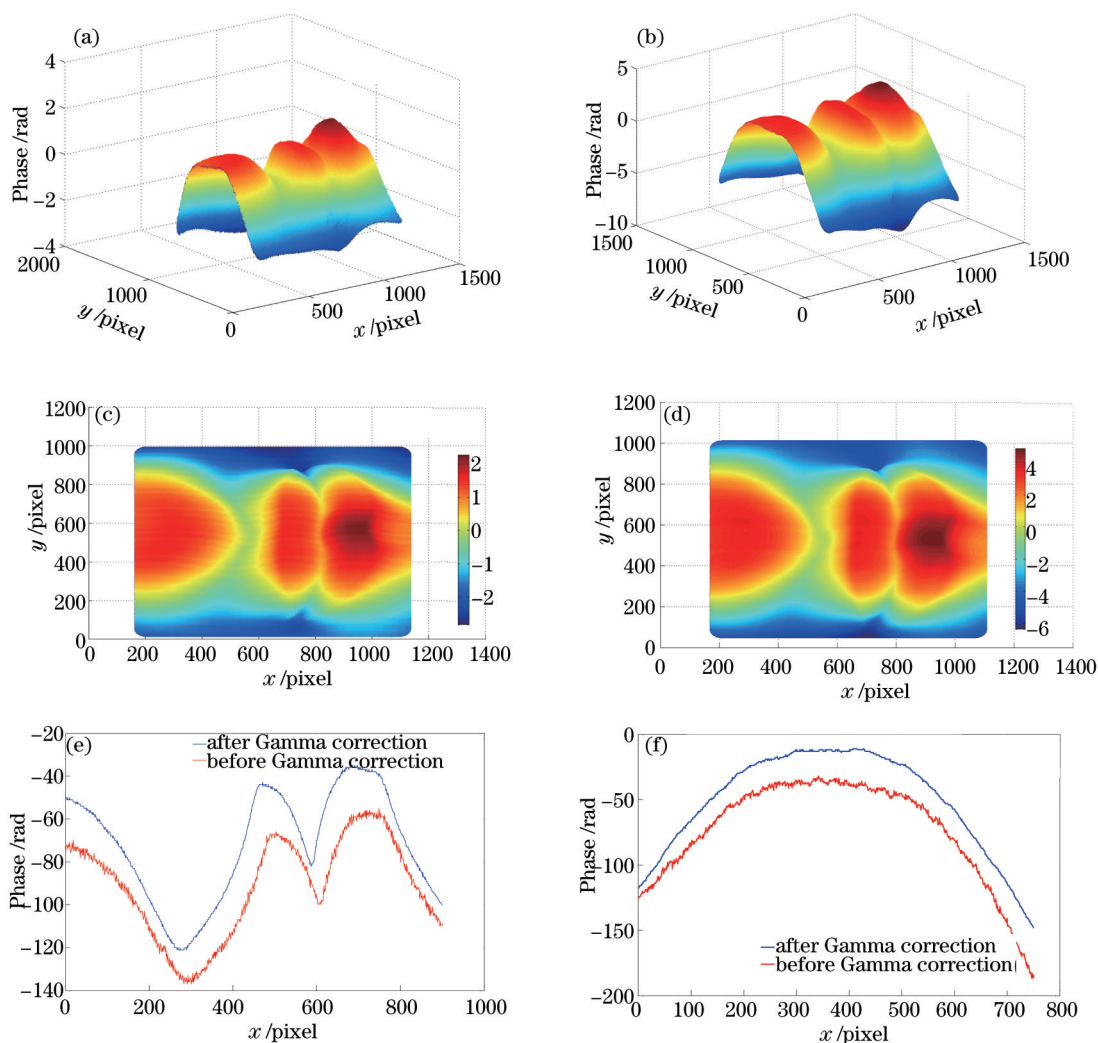 (a)
4
2
0
−2
−4
Phase /rad
2000
1000
0
y /pixel
500
1000
1500
x /pixel
(b)
5
0
−5
−10
Phase /rad
1500
1000
500
0
y /pixel
500
1000
1500
x /pixel
(c)
1200
1000
800
600
400
200
0
y /pixel
0 200 400 600 800 1000 1200 1400
x /pixel
2
1
0
−1
−2
(d)
1200
1000
800
600
400
200
0
y /pixel
0 200 400 600 800 1000 1200 1400
x /pixel
4
2
0
−2
−4
−6
(e)
−20
−40
−60
−80
−100
−120
−140
Phase /rad
after Gamma correction
before Gamma correction
0 200 400 600 800 1000
x /pixel
(f)
0
−50
−100
−150
−200
Phase /rad
after Gamma correction
before Gamma correction(
0 100 200 300 400 500 600 700 800
x /pixel